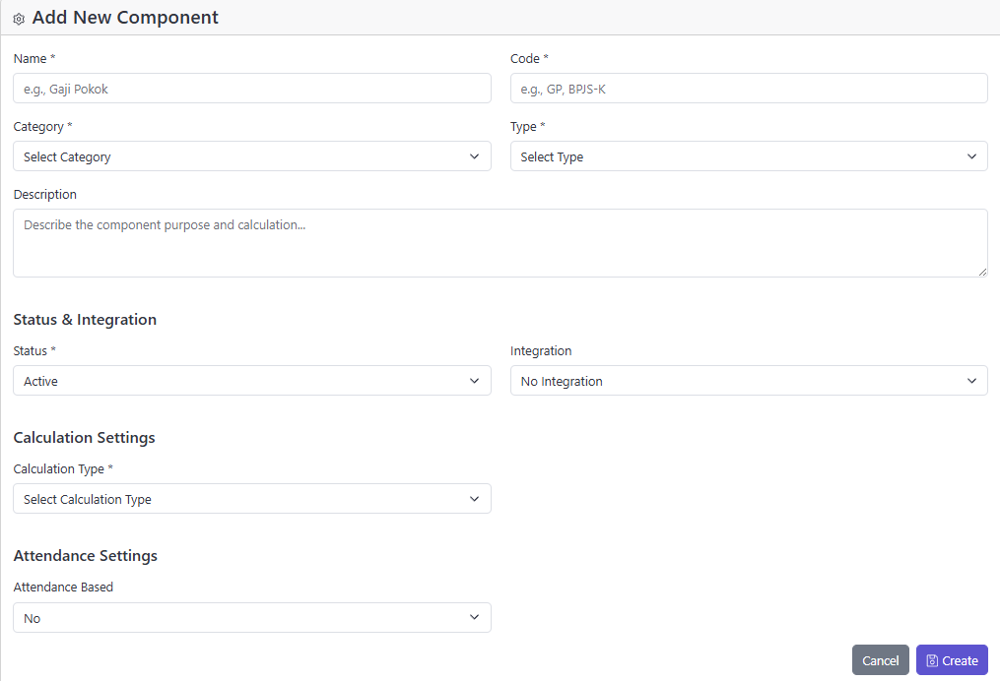 Add New Component
Name * Code *
e.g., Gaji Pokok e.g., GP, BPJS-K
Category * Type *
Select Category Select Type
Description
Describe the component purpose and calculation...
Status & Integration
Status * Integration
Active No Integration
Calculation Settings
Calculation Type *
Select Calculation Type
Attendance Settings
Attendance Based
No
Cancel Create